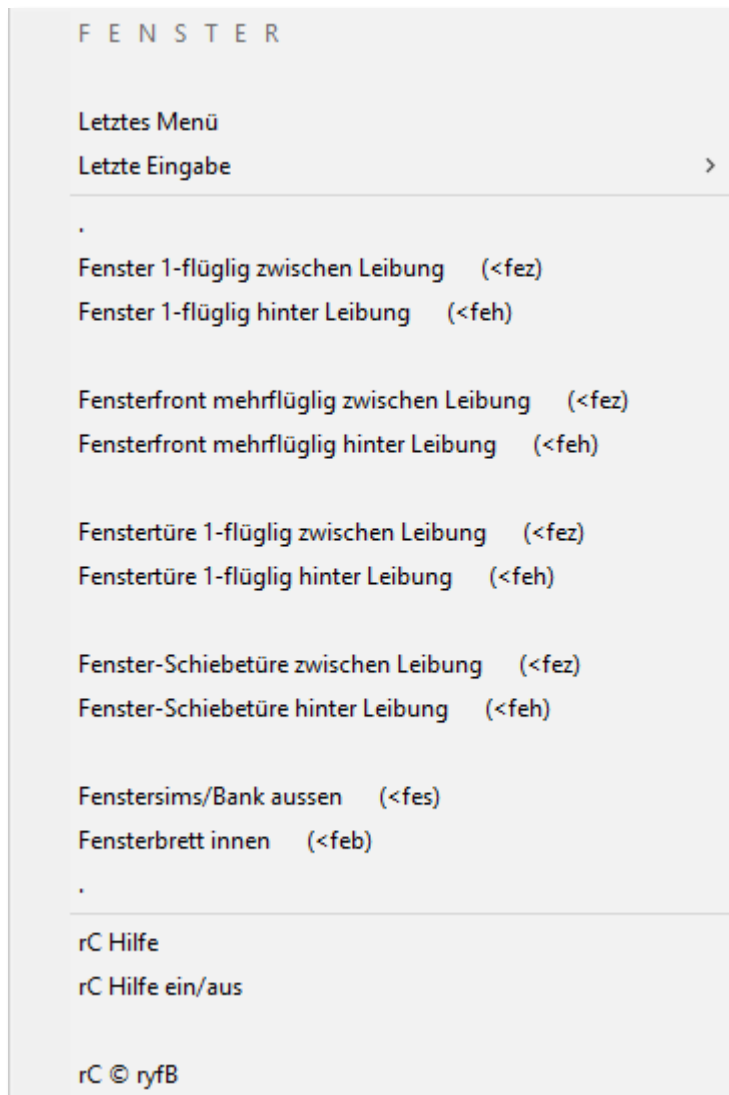 F E N S T E R
Letztes Menü
Letzte Eingabe >
.
Fenster 1-flüglig zwischen Leibung (<fez)
Fenster 1-flüglig hinter Leibung (<feh)
Fensterfront mehrflüglig zwischen Leibung (<fez)
Fensterfront mehrflüglig hinter Leibung (<feh)
Fenstertüre 1-flüglig zwischen Leibung (<fez)
Fenstertüre 1-flüglig hinter Leibung (<feh)
Fenster-Schiebetüre zwischen Leibung (<fez)
Fenster-Schiebetüre hinter Leibung (<feh)
Fenstersims/Bank aussen (<fes)
Fensterbrett innen (<feb)
.
rC Hilfe
rC Hilfe ein/aus
rC © ryfB